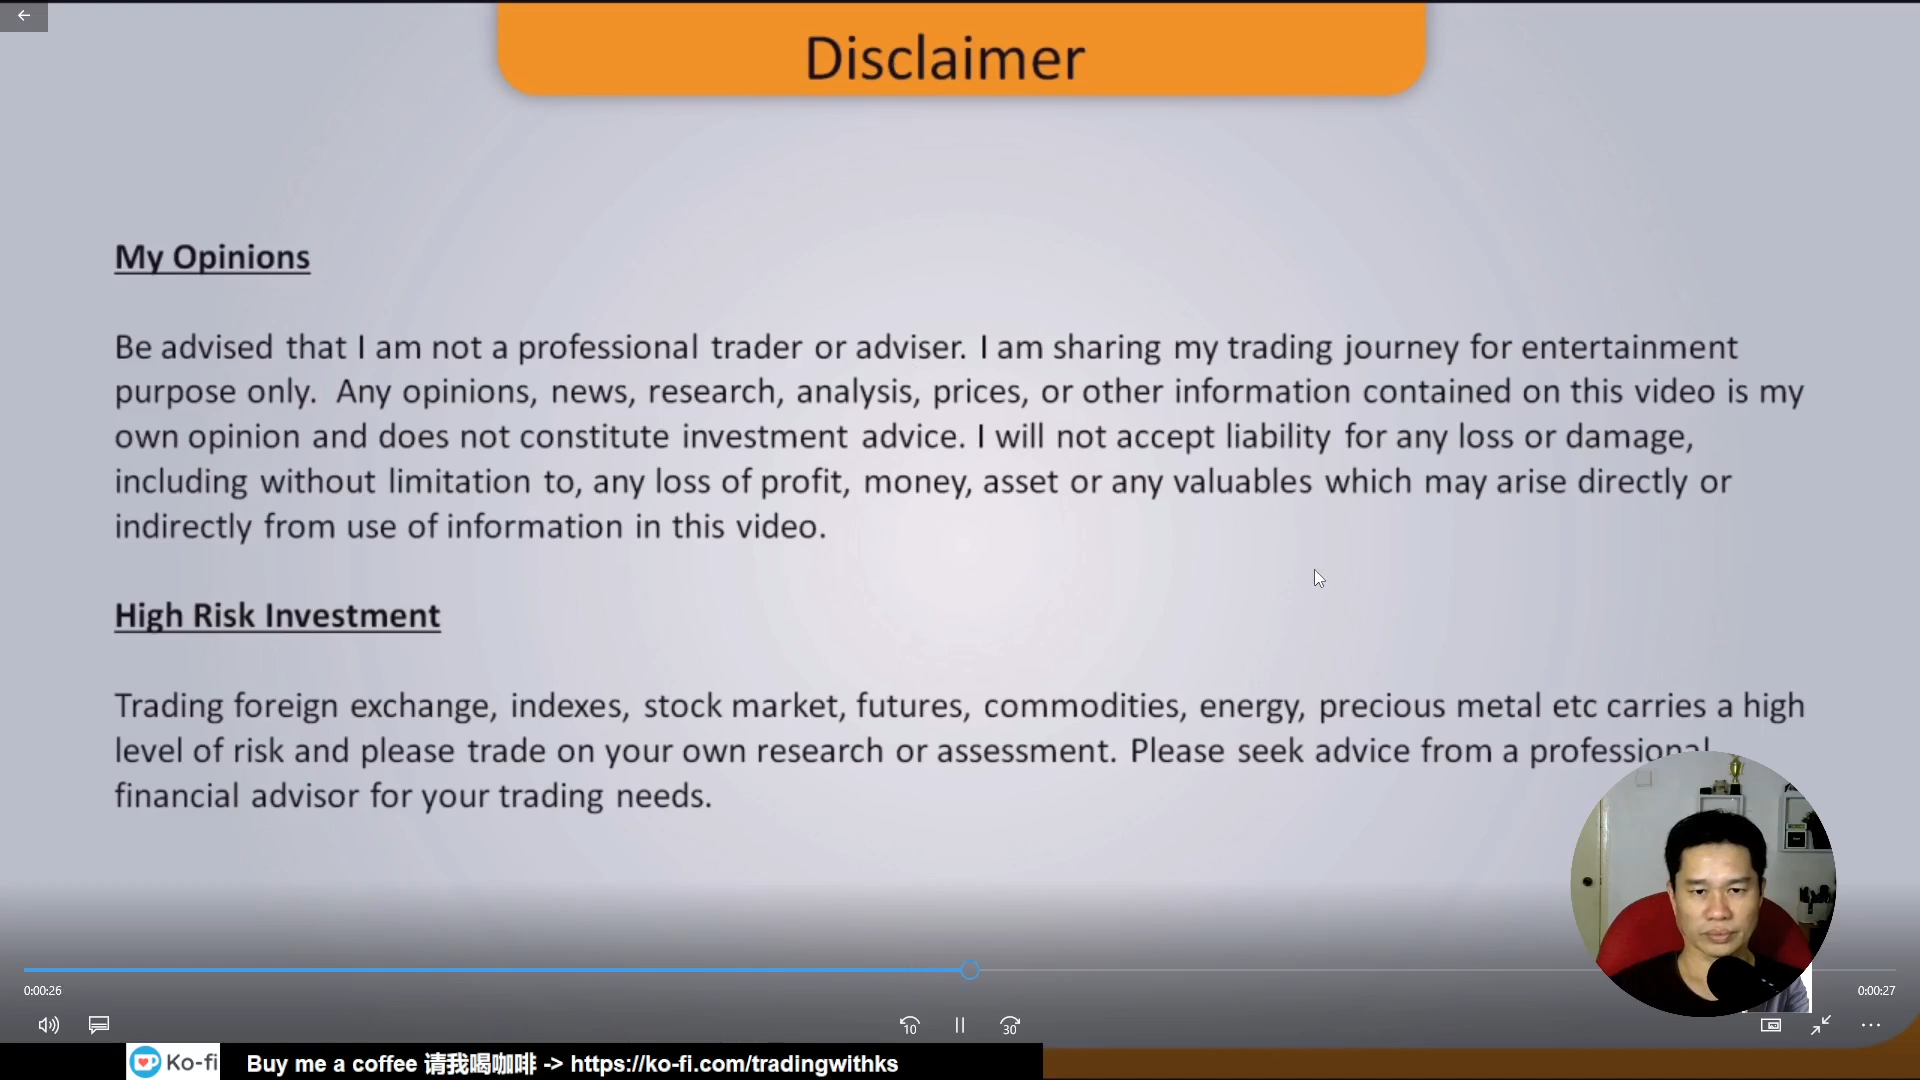 Disclaimer
My Opinions
Be advised that I am not a professional trader or adviser. I am sharing my trading journey for entertainment
purpose only. Any opinions, news, research, analysis, prices, or other information contained on this video is my
own opinion and does not constitute investment advice. I will not accept liability for any loss or damage,
including without limitation to, any loss of profit, money, asset or any valuables which may arise directly or
indirectly from use of information in this video.
High Risk Investment
Trading foreign exchange, indexes, stock market, futures, commodities, energy, precious metal etc carries a high
level of risk and please trade on your own research or assessment. Please seek advice from a professional
financial advisor for your trading needs.
0:00:26
0:00:27
10
30
Ko-fi
Buy me a coffee 请我喝咖啡 -> https://ko-fi.com/tradingwithks